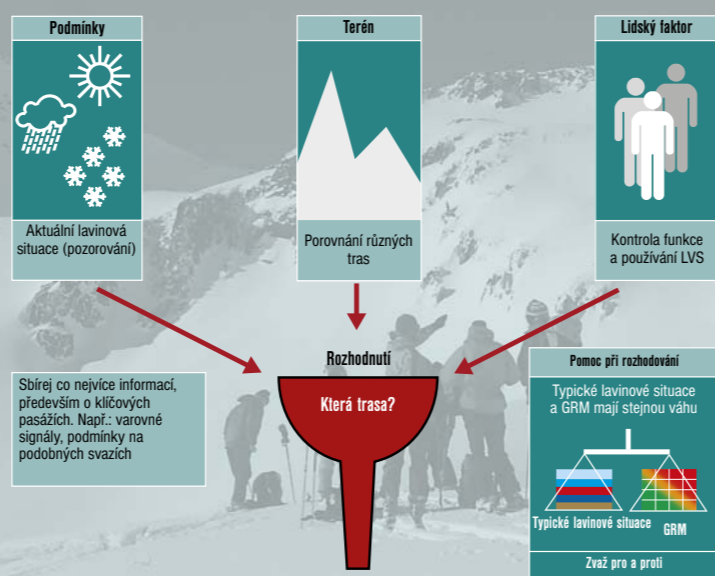 Podmínky
Aktuální lavinová
situace (pozorování)
Terén
Porovnání různých
tras
Lidský faktor
Kontrola funkce
a používání LVS
Rozhodnutí
Která trasa?
Sbírej co nejvíce informací,
především o klíčových
pasážích. Např.: varovné
signály, podmínky na
podobných svazích
Pomoc při rozhodování
Typické lavinové situace
a GRM mají stejnou váhu
Typické lavinové situace
GRM
Zvaž pro a proti